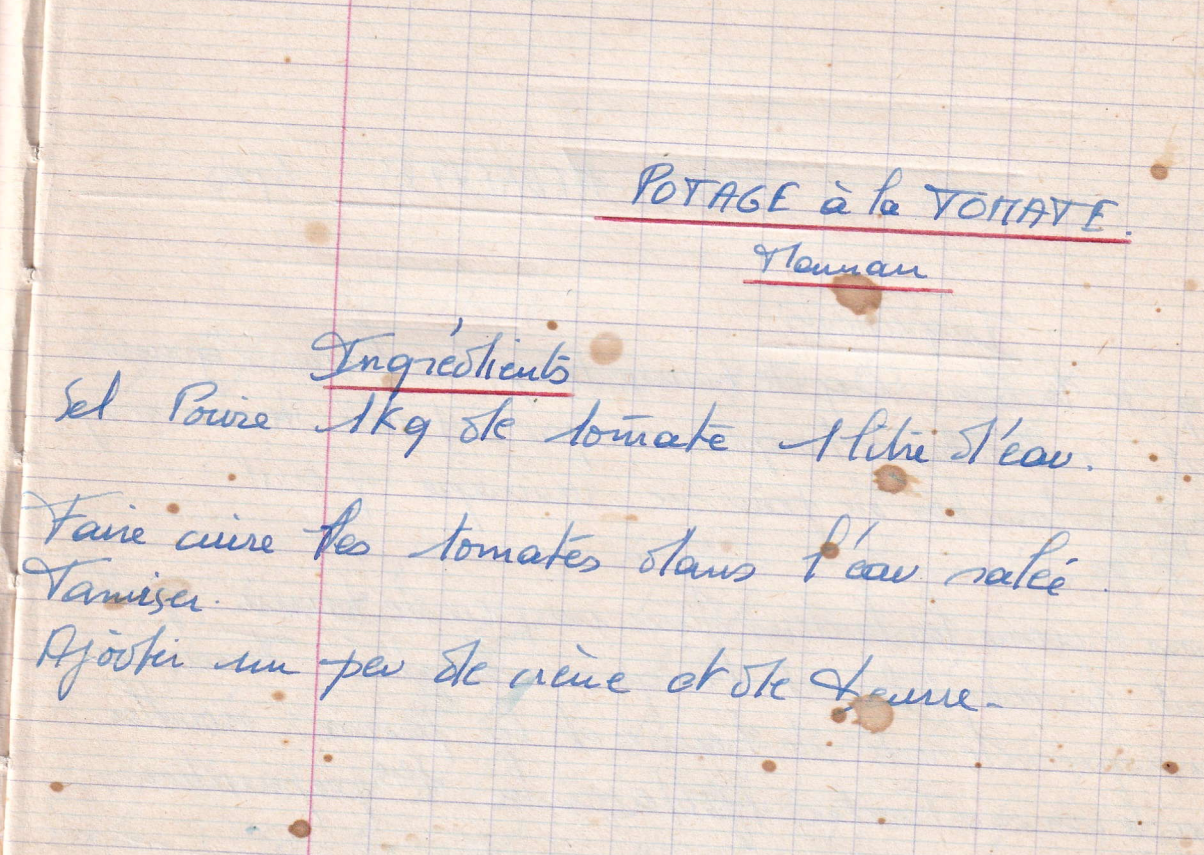 POTAGE à la TOMATE.
Maman
Ingrédients
Sel Poivre 1kg de tomate 1 litre d'eau.
Faire cuire les tomates dans l'eau salée.
Tamiser.
Ajouter un peu de crème et de beurre.